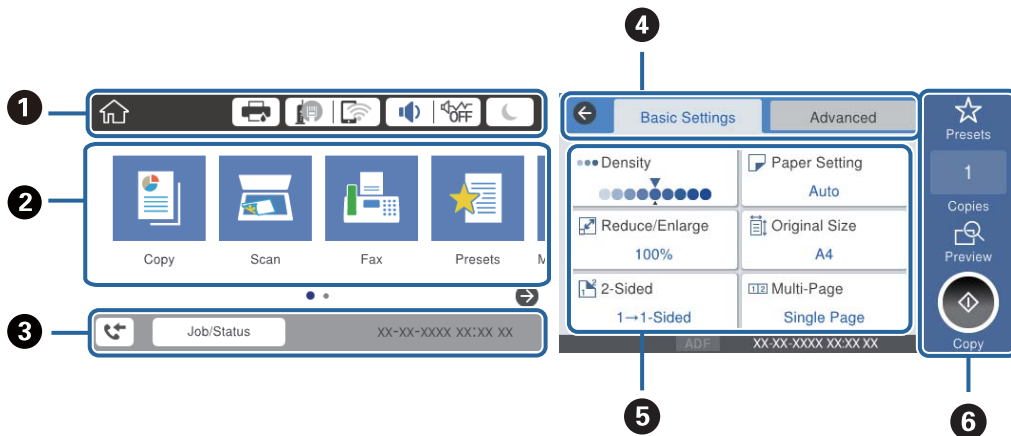 4
1
OFF
2
Copy
Scan
Fax
Presets
M
3
Job/Status
XX-XX-XXXX XX:XX XX
Basic Settings
Advanced
Density
Paper Setting
Auto
Reduce/Enlarge
100%
Original Size
A4
2-Sided
1→1-Sided
Multi-Page
Single Page
ADF
XX-XX-XXXX XX:XX XX
Presets
1
Copies
Preview
Copy
5
6